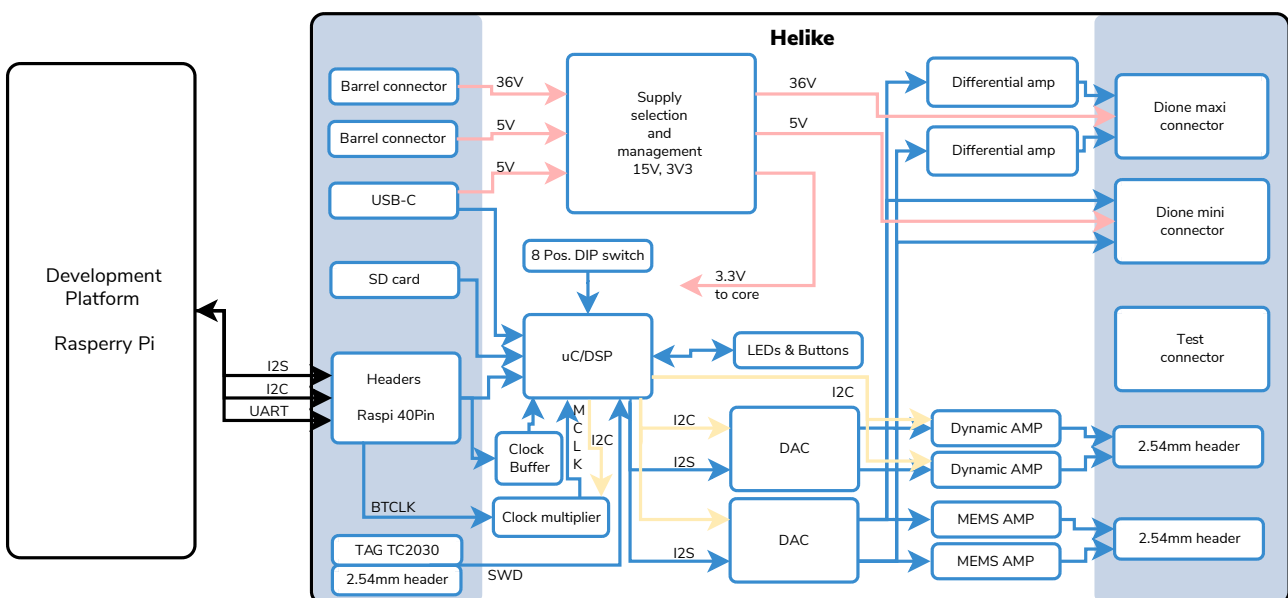 Helike
Development
Platform
Rasperry Pi
I2S
I2C
UART
Barrel connector
36V
Barrel connector
5V
USB-C
5V
SD card
Headers
Raspi 40Pin
BTCLK
TAG TC2030
2.54mm header
SWD
Supply
selection
and
management
15V, 3V3
36V
5V
3.3V
to core
8 Pos. DIP switch
uC/DSP
LEDs & Buttons
Clock
Buffer
MCLK
I2C
Clock multiplier
I2C
I2C
I2S
DAC
I2S
DAC
Differential amp
Differential amp
Dynamic AMP
Dynamic AMP
MEMS AMP
MEMS AMP
Dione maxi
connector
Dione mini
connector
Test
connector
2.54mm header
2.54mm header